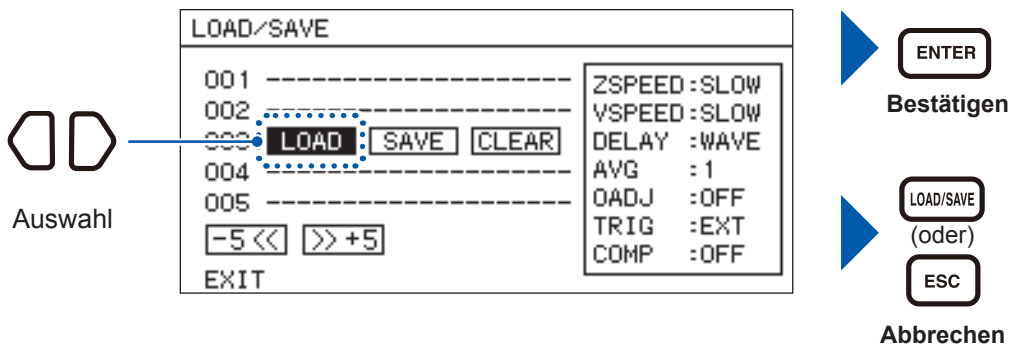 LOAD/SAVE
001 --------------------
002 --------------------
003 LOAD SAVE CLEAR
004 --------------------
005 --------------------
-5 << >> +5
EXIT
ZSPEED :SLOW
VSPEED :SLOW
DELAY :WAVE
AVG :1
OADJ :OFF
TRIG :EXT
COMP :OFF
Auswahl
ENTER
Bestätigen
LOAD/SAVE
(oder)
ESC
Abbrechen